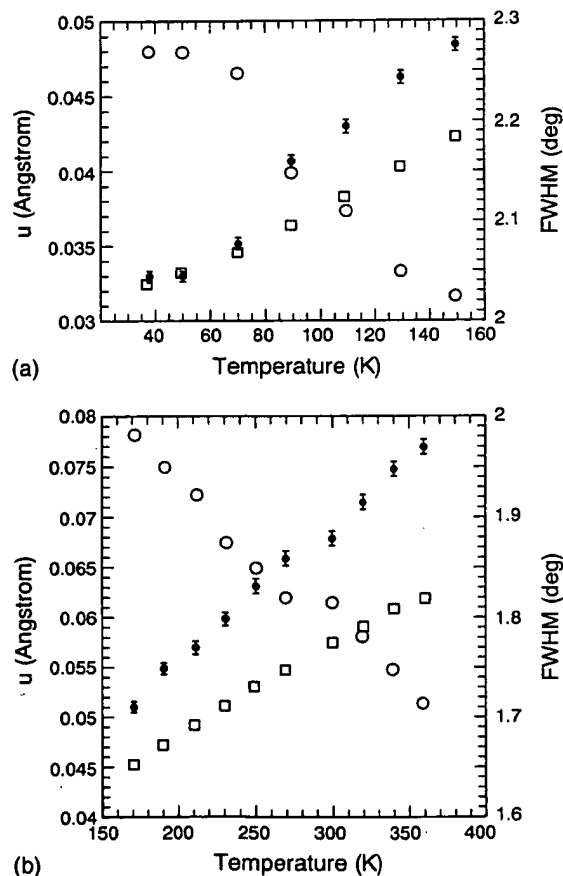 0.05
0.045
0.04
0.035
0.03
u (Angstrom)
2.3
2.2
2.1
2
FWHM (deg)
40 60 80 100 120 140 160
Temperature (K)
(a)
0.08
0.075
0.07
0.065
0.06
0.055
0.05
0.045
0.04
u (Angstrom)
2
1.9
1.8
1.7
1.6
FWHM (deg)
150 200 250 300 350 400
Temperature (K)
(b)